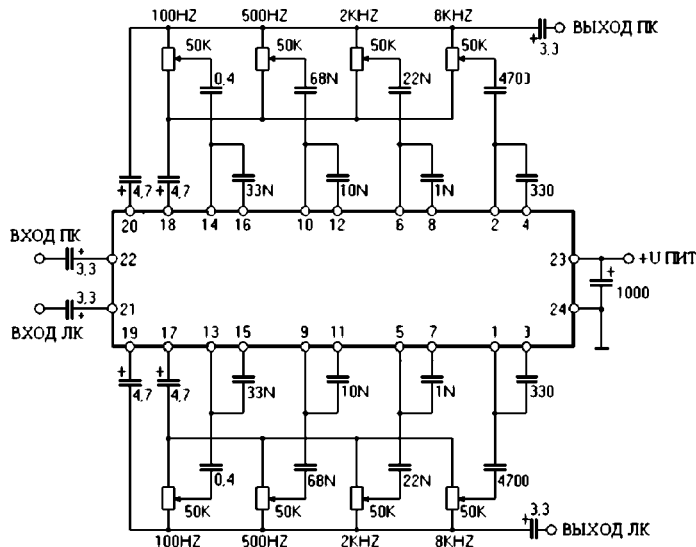 100HZ 500HZ 2KHZ 8KHZ
ВЫХОД ПК
3,3
50K 50K 50K 50K
0,4 68N 22N 4700
33N 10N 1N 330
4,7 4,7
20 18 14 16 10 12 6 8 2 4
ВХОД ПК
3,3
22 23
+U ПИТ
1000
3,3
21 24
ВХОД ЛК
19 17 13 15 9 11 5 7 1 3
4,7 4,7
33N 10N 1N 330
0,4 68N 22N 4700
50K 50K 50K 50K
3,3
ВЫХОД ЛК
100HZ 500HZ 2KHZ 8KHZ